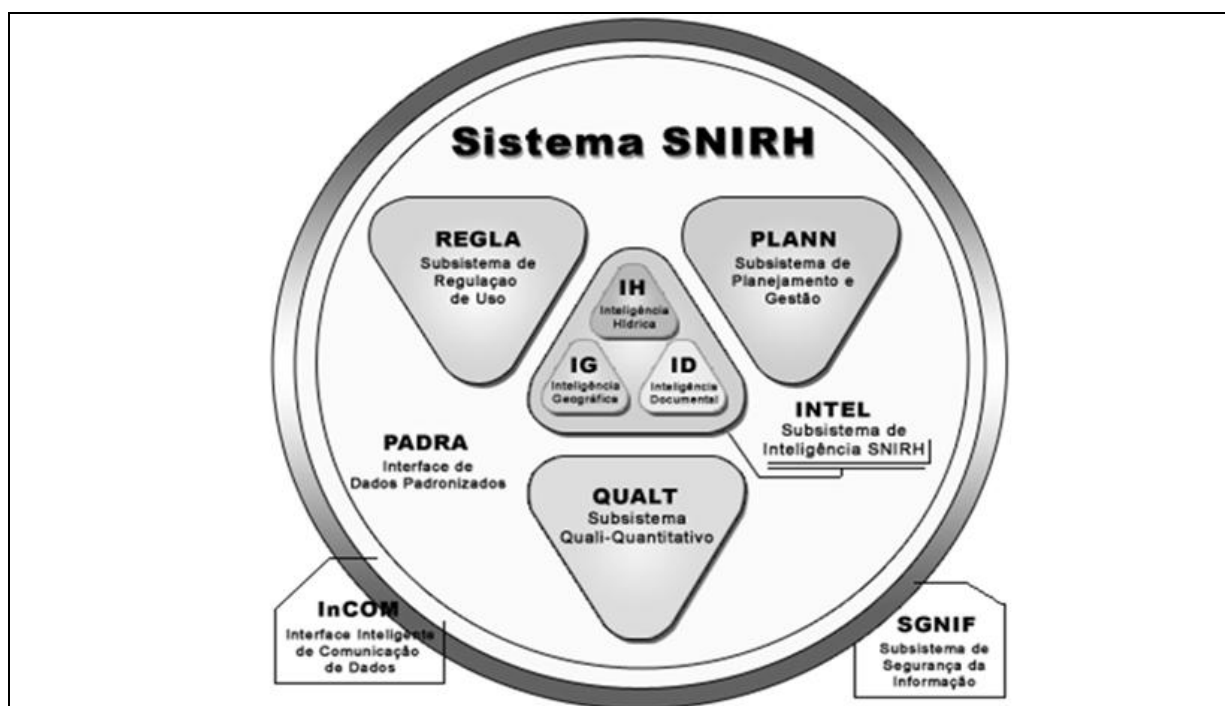 Sistema SNIRH
REGLA
Subsistema de
Regulaçao
de Uso
PLANN
Subsistema de
Planejamento e
Gestão
IH
Inteligência
Hídrica
IG
Inteligência
Geográfica
ID
Inteligência
Documental
INTEL
Subsistema de
Inteligência SNIRH
PADRA
Interface de
Dados Padronizados
QUALT
Subsistema
Quali-Quantitativo
InCOM
Interface Inteligente
de Comunicação
de Dados
SGNIF
Subsistema de
Segurança da
Informação